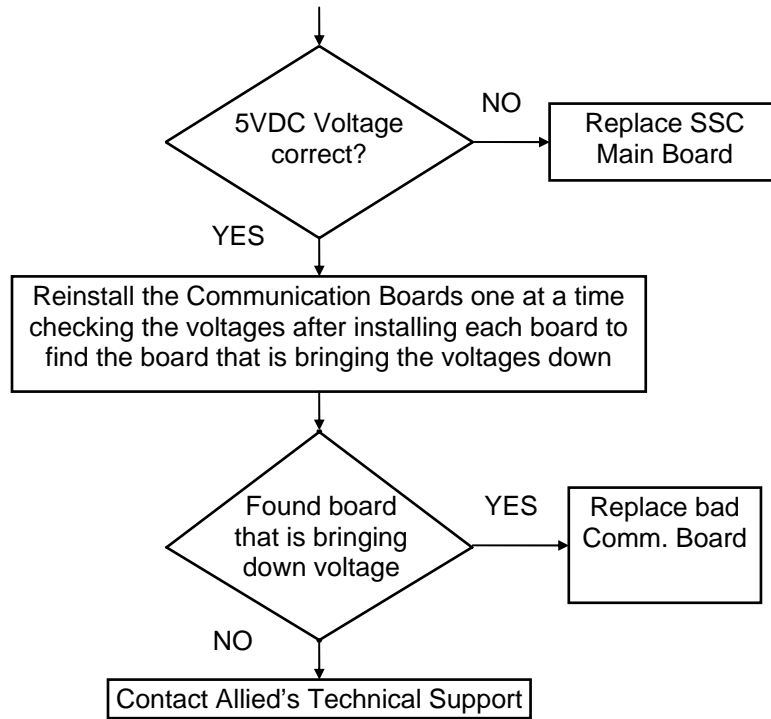 5VDC Voltage
correct?
NO
Replace SSC
Main Board
YES
Reinstall the Communication Boards one at a time
checking the voltages after installing each board to
find the board that is bringing the voltages down
Found board
that is bringing
down voltage
YES
Replace bad
Comm. Board
NO
Contact Allied's Technical Support